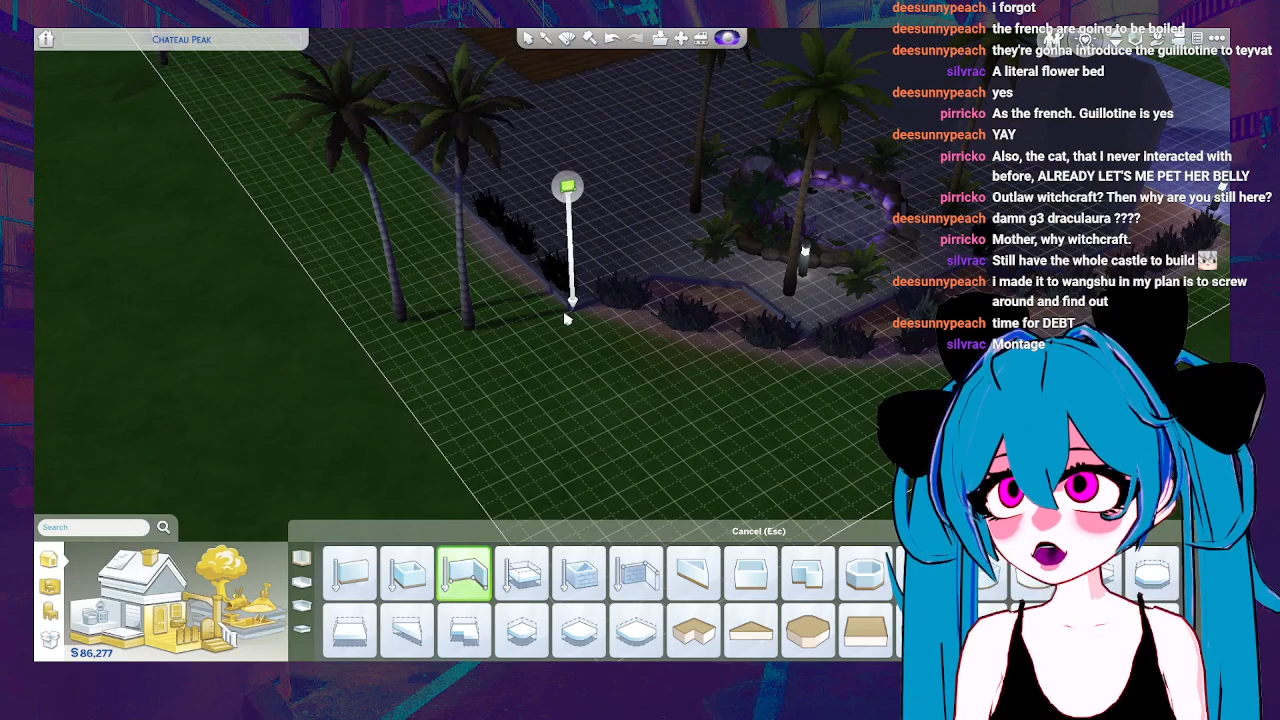 CHATEAU PEAK
deesunnypeach i forgot
deesunnypeach the french are going to be boiled
deesunnypeach they're gonna introduce the guilltotine to teyvat
silvrac A literal flower bed
deesunnypeach yes
pirricko As the french. Guillotine is yes
deesunnypeach YAY
pirricko Also, the cat, that I never interacted with
before, ALREADY LET'S ME PET HER BELLY
pirricko Outlaw witchcraft? Then why are you still here?
deesunnypeach damn g3 draculaura ????
pirricko Mother, why witchcraft.
silvrac Still have the whole castle to build
deesunnypeach i made it to wangshu in my plan is to screw
around and find out
deesunnypeach time for DEBT
silvrac Montage
Search
Cancel (Esc)
§86,277